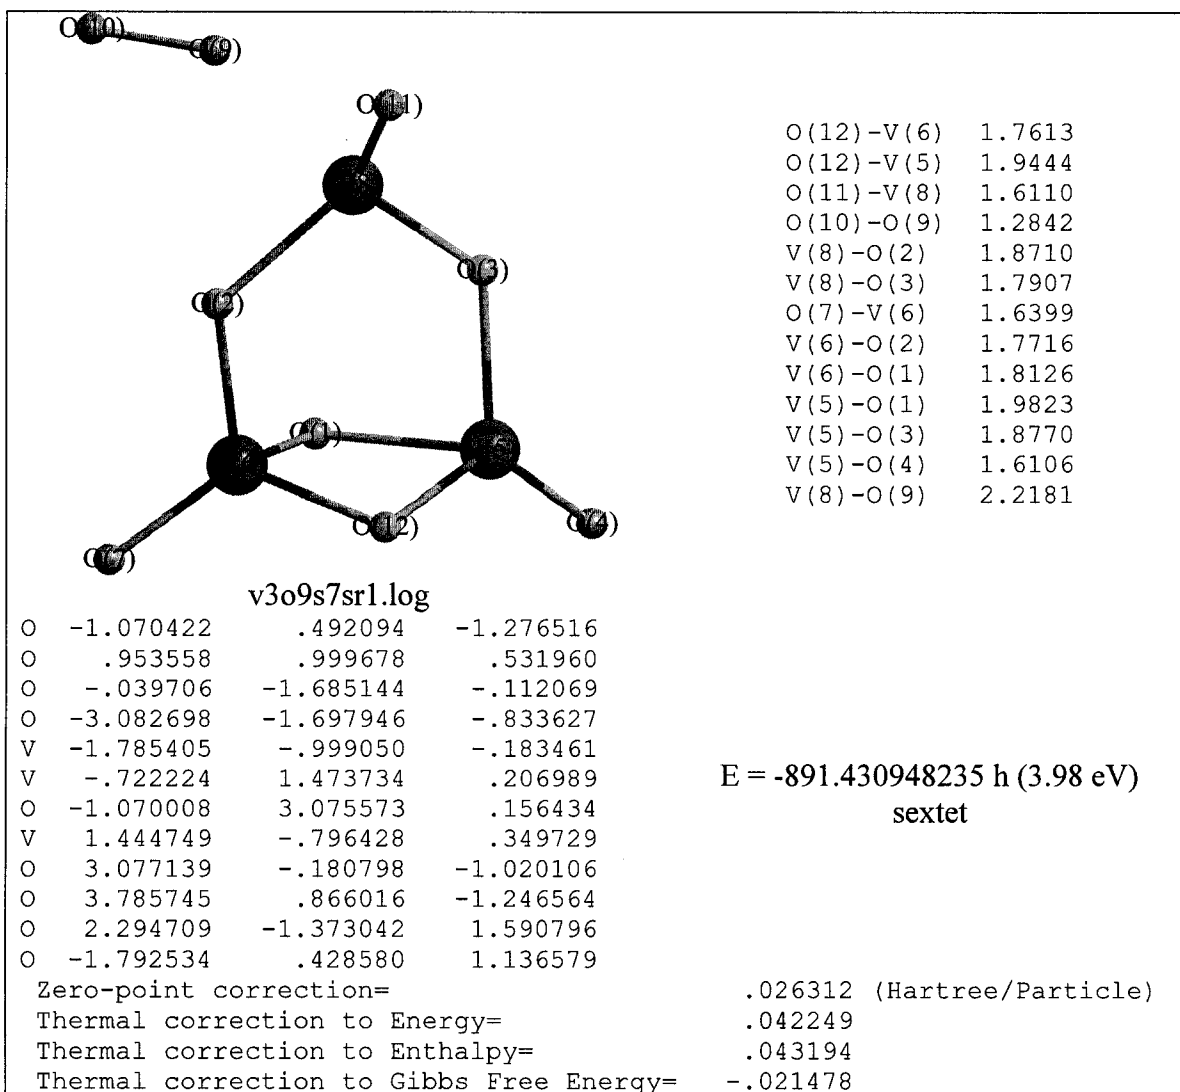 O(10)
O(9)
O(11)
O(12)-V(6) 1.7613
O(12)-V(5) 1.9444
O(11)-V(8) 1.6110
O(10)-O(9) 1.2842
V(8)-O(2) 1.8710
V(8)-O(3) 1.7907
O(7)-V(6) 1.6399
V(6)-O(2) 1.7716
V(6)-O(1) 1.8126
V(5)-O(1) 1.9823
V(5)-O(3) 1.8770
V(5)-O(4) 1.6106
V(8)-O(9) 2.2181
O(3)
O(2)
O(1)
O(12)
O(4)
v3o9s7sr1.log
O -1.070422 .492094 -1.276516
O .953558 .999678 .531960
O -.039706 -1.685144 -.112069
O -3.082698 -1.697946 -.833627
V -1.785405 -.999050 -.183461
V -.722224 1.473734 .206989
O -1.070008 3.075573 .156434
V 1.444749 -.796428 .349729
O 3.077139 -.180798 -1.020106
O 3.785745 .866016 -1.246564
O 2.294709 -1.373042 1.590796
O -1.792534 .428580 1.136579
E = -891.430948235 h (3.98 eV)
sextet
Zero-point correction= .026312 (Hartree/Particle)
Thermal correction to Energy= .042249
Thermal correction to Enthalpy= .043194
Thermal correction to Gibbs Free Energy= -.021478